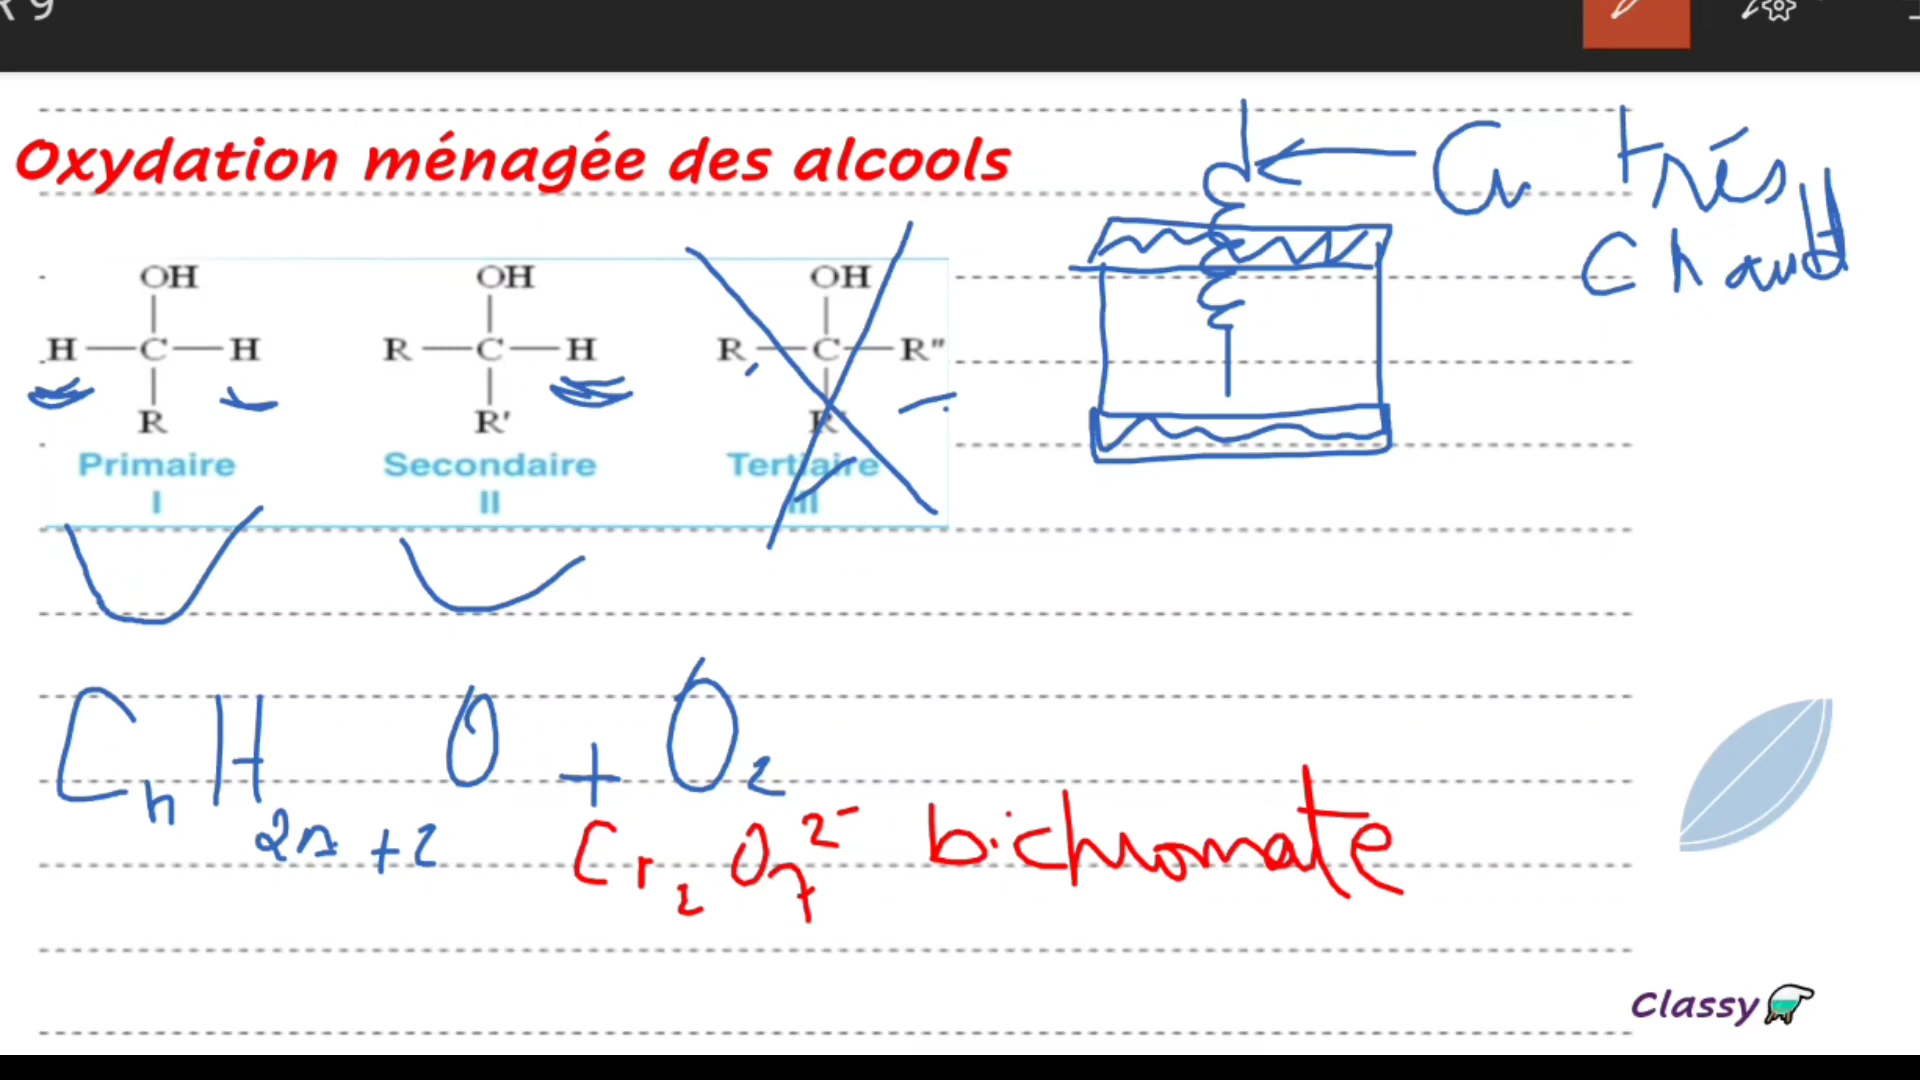 R 9
Oxydation ménagée des alcools
Cu très
chaud
OH OH OH
H—C—H R—C—H R—C—R"
R R' R'
Primaire Secondaire Tertiaire
I II III
CnH2n+2O + O2
Cr2O7 2- bichromate
Classy